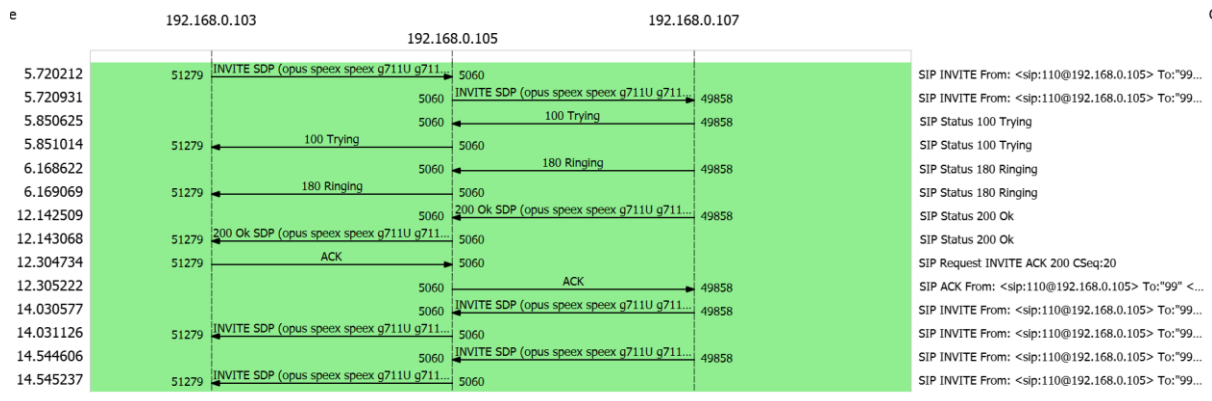 e
192.168.0.103 192.168.0.107
192.168.0.105
5.720212 51279 INVITE SDP (opus speex speex g711U g711... 5060 SIP INVITE From: <sip:110@192.168.0.105> To:"99...
5.720931 5060 INVITE SDP (opus speex speex g711U g711... 49858 SIP INVITE From: <sip:110@192.168.0.105> To:"99...
5.850625 5060 100 Trying 49858 SIP Status 100 Trying
5.851014 51279 100 Trying 5060 SIP Status 100 Trying
6.168622 5060 180 Ringing 49858 SIP Status 180 Ringing
6.169069 51279 180 Ringing 5060 SIP Status 180 Ringing
12.142509 5060 200 Ok SDP (opus speex speex g711U g711... 49858 SIP Status 200 Ok
12.143068 51279 200 Ok SDP (opus speex speex g711U g711... 5060 SIP Status 200 Ok
12.304734 51279 ACK 5060 SIP Request INVITE ACK 200 CSeq:20
12.305222 5060 ACK 49858 SIP ACK From: <sip:110@192.168.0.105> To:"99" <...
14.030577 5060 INVITE SDP (opus speex speex g711U g711... 49858 SIP INVITE From: <sip:110@192.168.0.105> To:"99...
14.031126 51279 INVITE SDP (opus speex speex g711U g711... 5060 SIP INVITE From: <sip:110@192.168.0.105> To:"99...
14.544606 5060 INVITE SDP (opus speex speex g711U g711... 49858 SIP INVITE From: <sip:110@192.168.0.105> To:"99...
14.545237 51279 INVITE SDP (opus speex speex g711U g711... 5060 SIP INVITE From: <sip:110@192.168.0.105> To:"99...